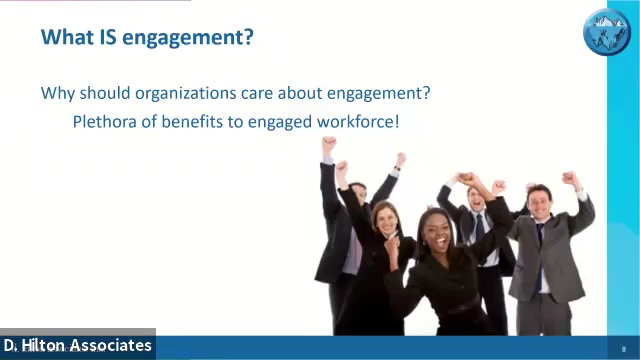 What IS engagement?
Why should organizations care about engagement?
Plethora of benefits to engaged workforce!
D. Hilton Associates
8